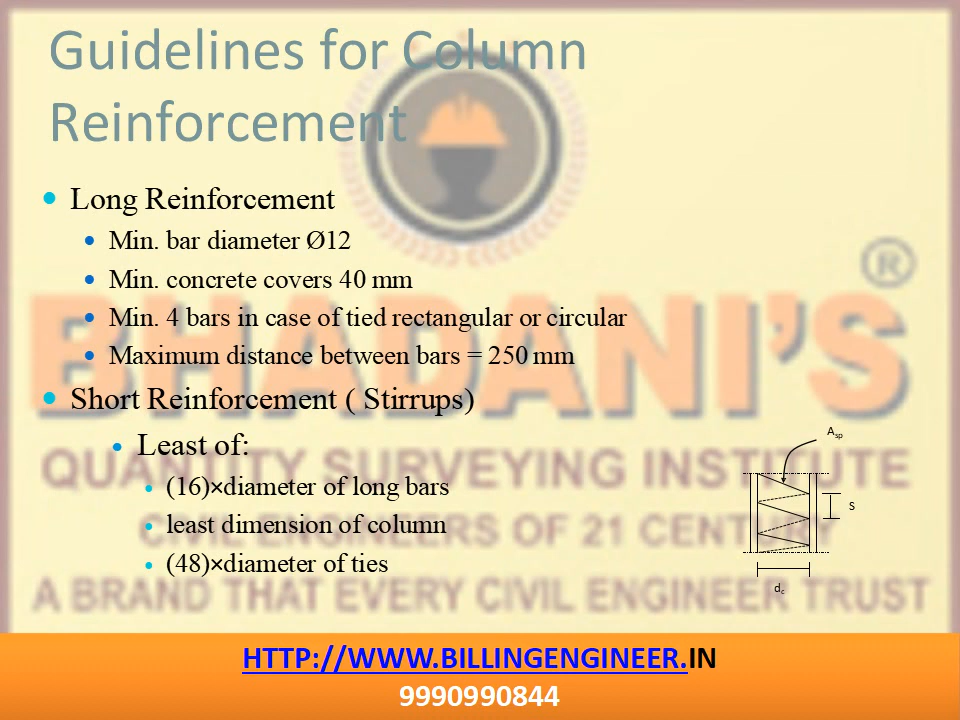 Guidelines for Column
Reinforcement
• Long Reinforcement
• Min. bar diameter Ø12
• Min. concrete covers 40 mm
• Min. 4 bars in case of tied rectangular or circular
• Maximum distance between bars = 250 mm
• Short Reinforcement ( Stirrups)
• Least of:
• (16)×diameter of long bars
• least dimension of column
• (48)×diameter of ties
Asp
S
dc
®
BHADANI'S
QUANTITY SURVEYING INSTITUTE
CIVIL ENGINEERS OF 21 CENTURY
A BRAND THAT EVERY CIVIL ENGINEER TRUST
HTTP://WWW.BILLINGENGINEER.IN
9990990844